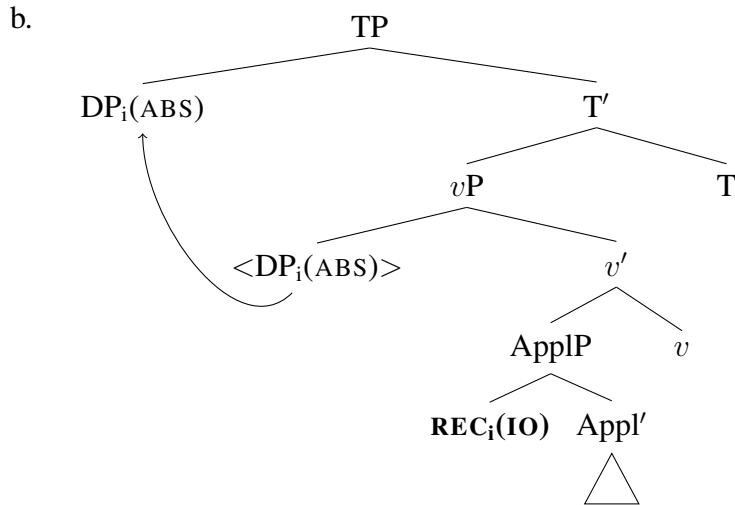 b.
TP
DPi(ABS) T′
vP T
<DPi(ABS)> v′
ApplP v
RECi(IO) Appl′